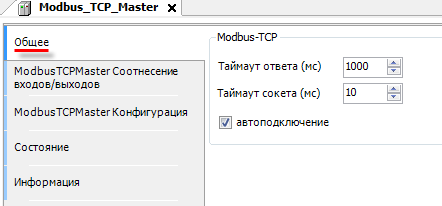 Modbus_TCP_Master
Общее
ModbusTCPMaster Соотнесение
входов/выходов
ModbusTCPMaster Конфигурация
Состояние
Информация
Modbus-TCP
Таймаут ответа (мс) 1000
Таймаут сокета (мс) 10
автоподключение